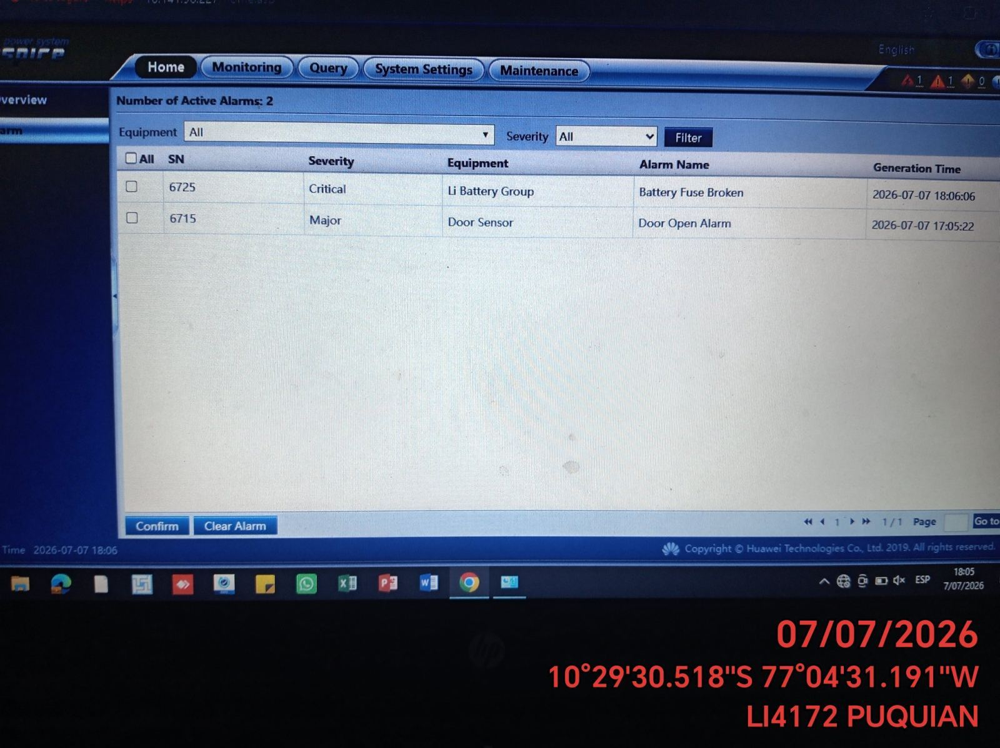 power system
English
Home Monitoring Query System Settings Maintenance
1 1 0
verview
Number of Active Alarms: 2
arm
Equipment All Severity All Filter
All SN Severity Equipment Alarm Name Generation Time
6725 Critical Li Battery Group Battery Fuse Broken 2026-07-07 18:06:06
6715 Major Door Sensor Door Open Alarm 2026-07-07 17:05:22
Confirm Clear Alarm 1 1 / 1 Page Go to
Time 2026-07-07 18:06 Copyright © Huawei Technologies Co., Ltd. 2019. All rights reserved.
ESP 18:05
7/07/2026
hp
07/07/2026
10°29'30.518"S 77°04'31.191"W
LI4172 PUQUIAN